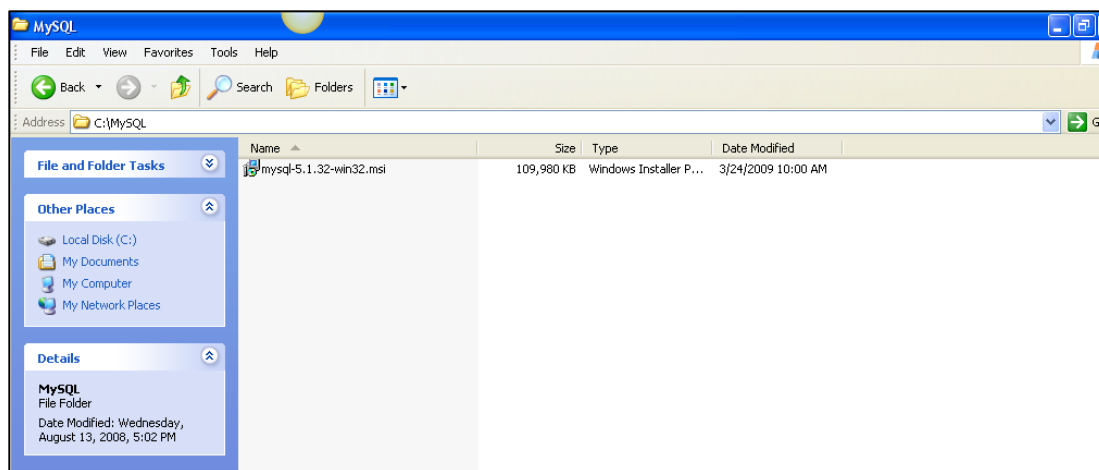 MySQL
File Edit View Favorites Tools Help
Back Search Folders
Address C:\MySQL G
Name Size Type Date Modified
mysql-5.1.32-win32.msi 109,980 KB Windows Installer P... 3/24/2009 10:00 AM
File and Folder Tasks
Other Places
Local Disk (C:)
My Documents
My Computer
My Network Places
Details
MySQL
File Folder
Date Modified: Wednesday,
August 13, 2008, 5:02 PM